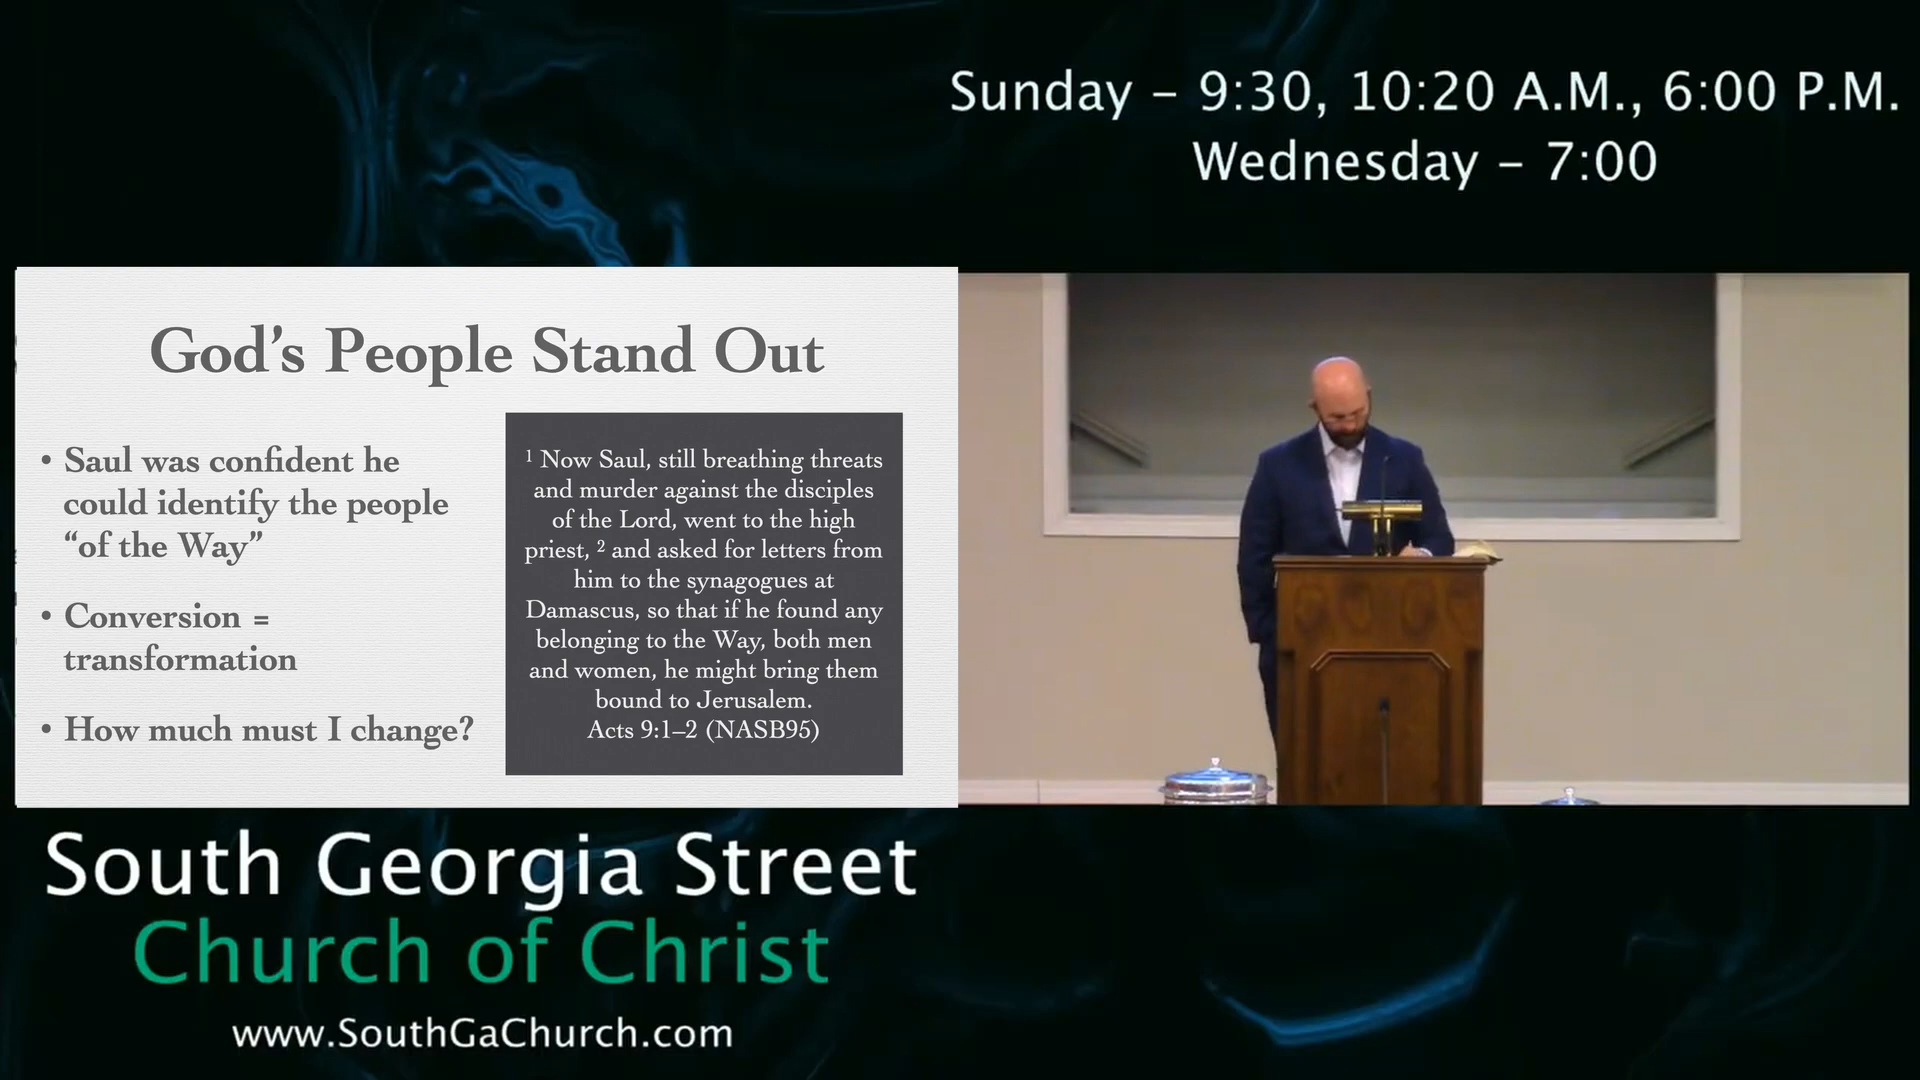 Sunday – 9:30, 10:20 A.M., 6:00 P.M.
Wednesday – 7:00
God’s People Stand Out
• Saul was confident he
could identify the people
“of the Way”
• Conversion =
transformation
• How much must I change?
1 Now Saul, still breathing threats
and murder against the disciples
of the Lord, went to the high
priest, 2 and asked for letters from
him to the synagogues at
Damascus, so that if he found any
belonging to the Way, both men
and women, he might bring them
bound to Jerusalem.
Acts 9:1–2 (NASB95)
South Georgia Street
Church of Christ
www.SouthGaChurch.com